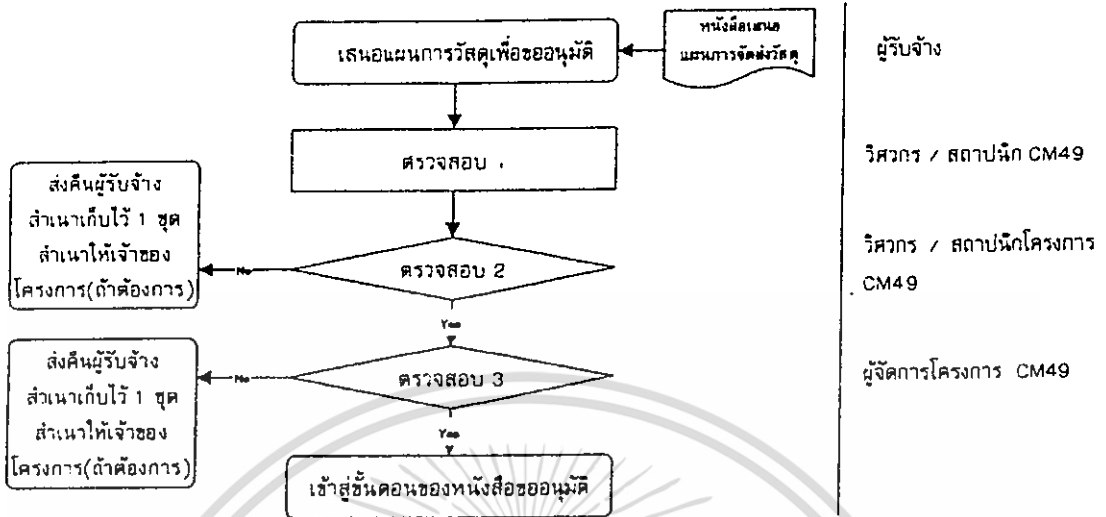 หนังสือเสนอ
แผนการจัดส่งวัสดุ
เสนอแผนการวัสดุเพื่อขออนุมัติ
ผู้รับจ้าง
ตรวจสอบ
วิศวกร / สถาปนิก CM49
ส่งคืนผู้รับจ้าง
สำเนาเก็บไว้ 1 ชุด
สำเนาให้เจ้าของ
โครงการ(ถ้าต้องการ)
No
ตรวจสอบ 2
วิศวกร / สถาปนิกโครงการ
CM49
Yes
ส่งคืนผู้รับจ้าง
สำเนาเก็บไว้ 1 ชุด
สำเนาให้เจ้าของ
โครงการ(ถ้าต้องการ)
No
ตรวจสอบ 3
ผู้จัดการโครงการ CM49
Yes
เข้าสู่ขั้นตอนของหนังสือขออนุมัติ